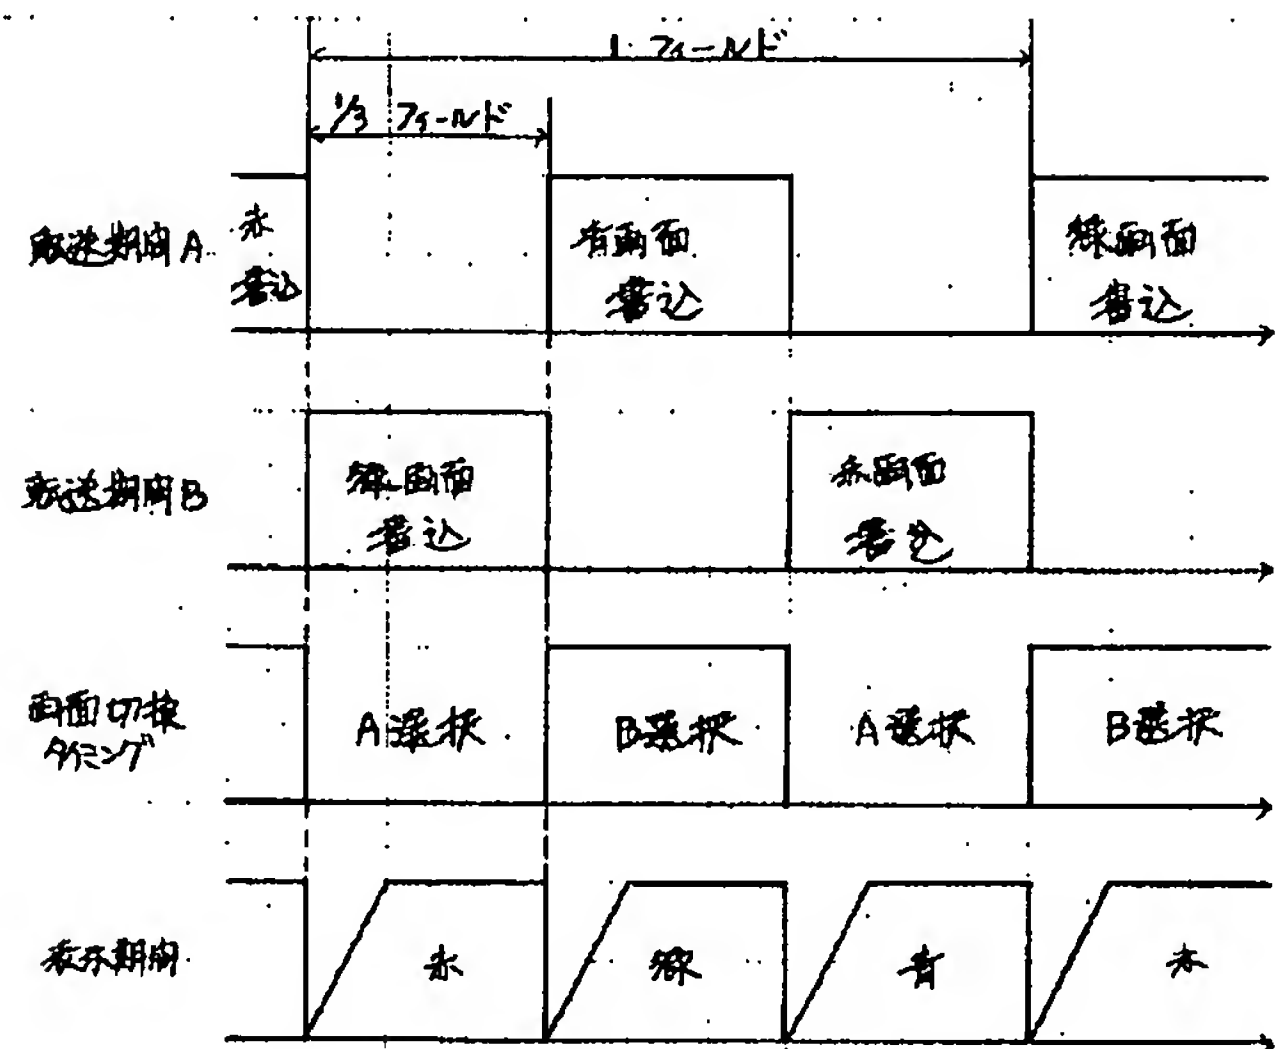 1 フィールド
1/3 フィールド
転送期間A
赤
書込
青画面
書込
緑画面
書込
転送期間B
緑画面
書込
赤画面
書込
画面切換
タイミング
A選択
B選択
A選択
B選択
表示期間
赤
緑
青
赤